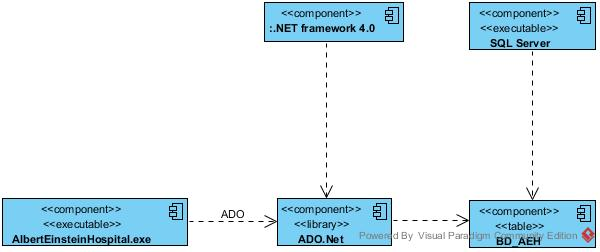 <<component>>
:.NET framework 4.0
<<component>>
<<executable>>
SQL Server
<<component>>
<<executable>>
AlbertEinsteinHospital.exe
ADO
<<component>>
<<library>>
ADO.Net
<<component>>
<<table>>
BD_AEH
Powered By Visual Paradigm Community Edition